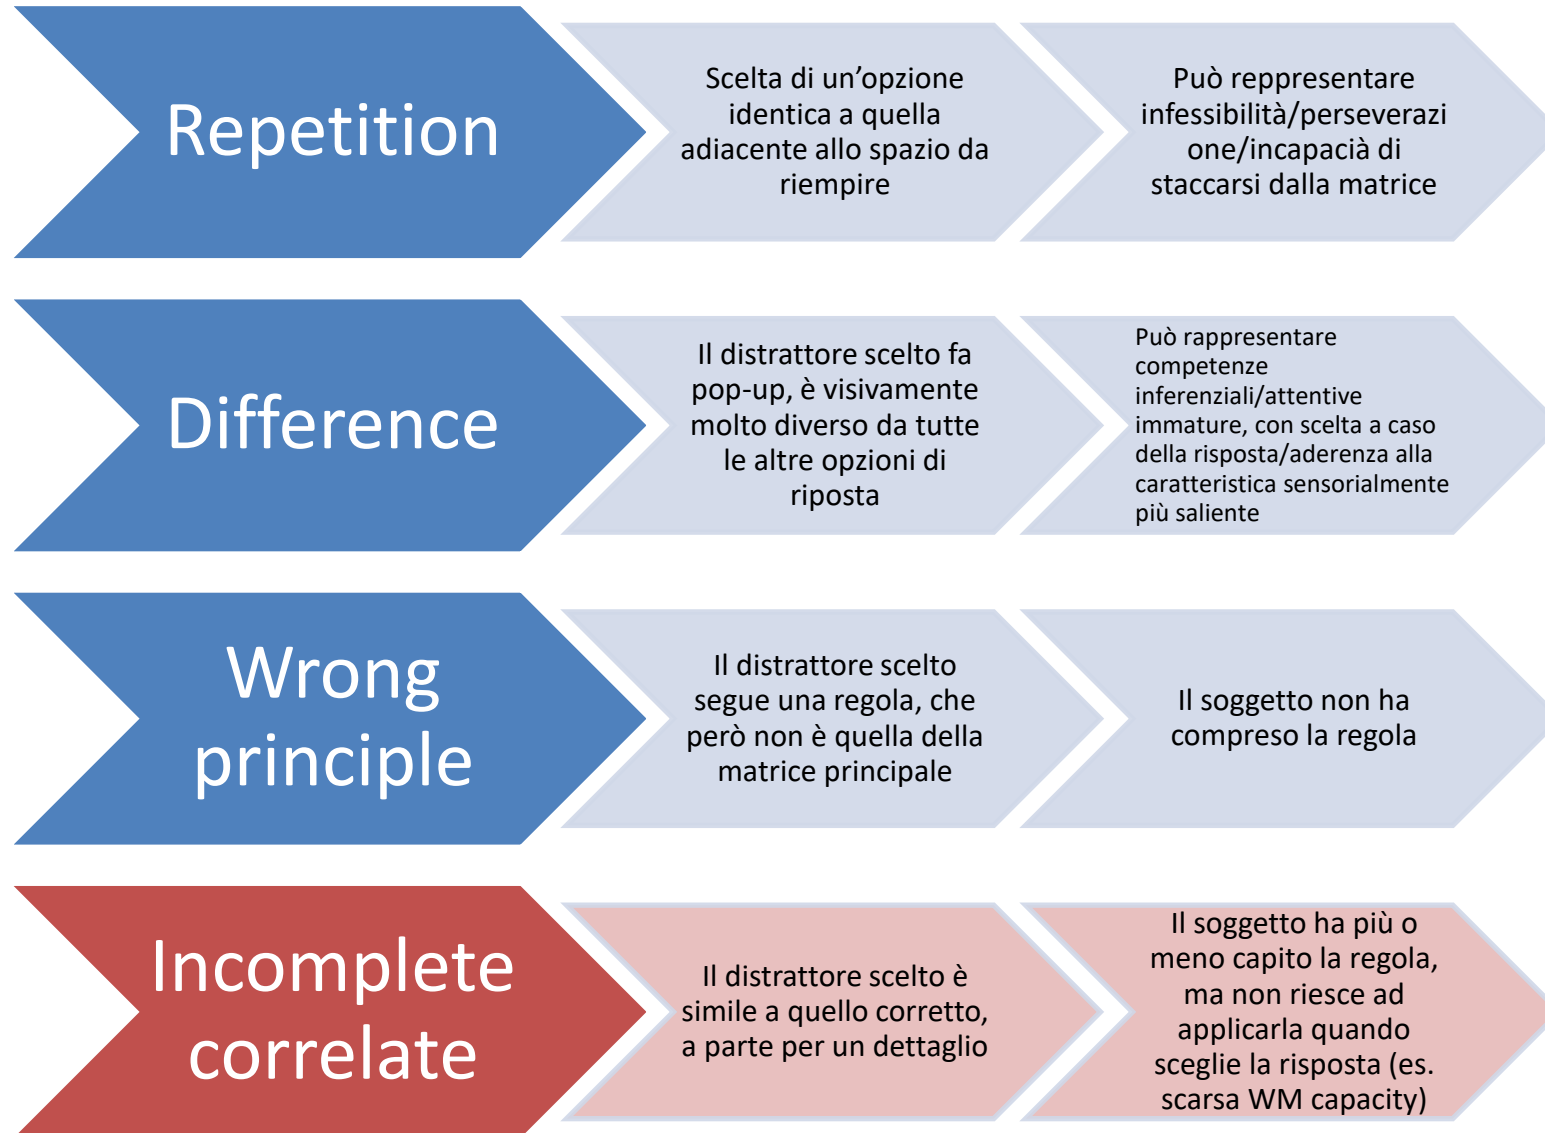 Repetition
Scelta di un’opzione
identica a quella
adiacente allo spazio da
riempire
Può reppresentare
infessibilità/perseverazi
one/incapacià di
staccarsi dalla matrice
Difference
Il distrattore scelto fa
pop-up, è visivamente
molto diverso da tutte
le altre opzioni di
riposta
Può rappresentare
competenze
inferenziali/attentive
immature, con scelta a caso
della risposta/aderenza alla
caratteristica sensorialmente
più saliente
Wrong
principle
Il distrattore scelto
segue una regola, che
però non è quella della
matrice principale
Il soggetto non ha
compreso la regola
Incomplete
correlate
Il distrattore scelto è
simile a quello corretto,
a parte per un dettaglio
Il soggetto ha più o
meno capito la regola,
ma non riesce ad
applicarla quando
sceglie la risposta (es.
scarsa WM capacity)